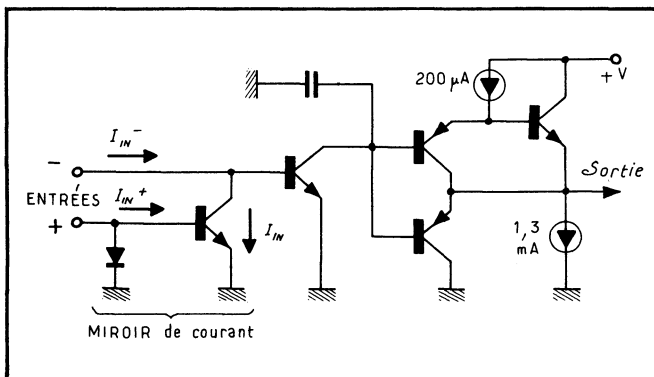 200 µA
+ V
I_IN^-
-
ENTRÉES
I_IN^+
+
I_IN
Sortie
1,3
mA
MIROIR de courant